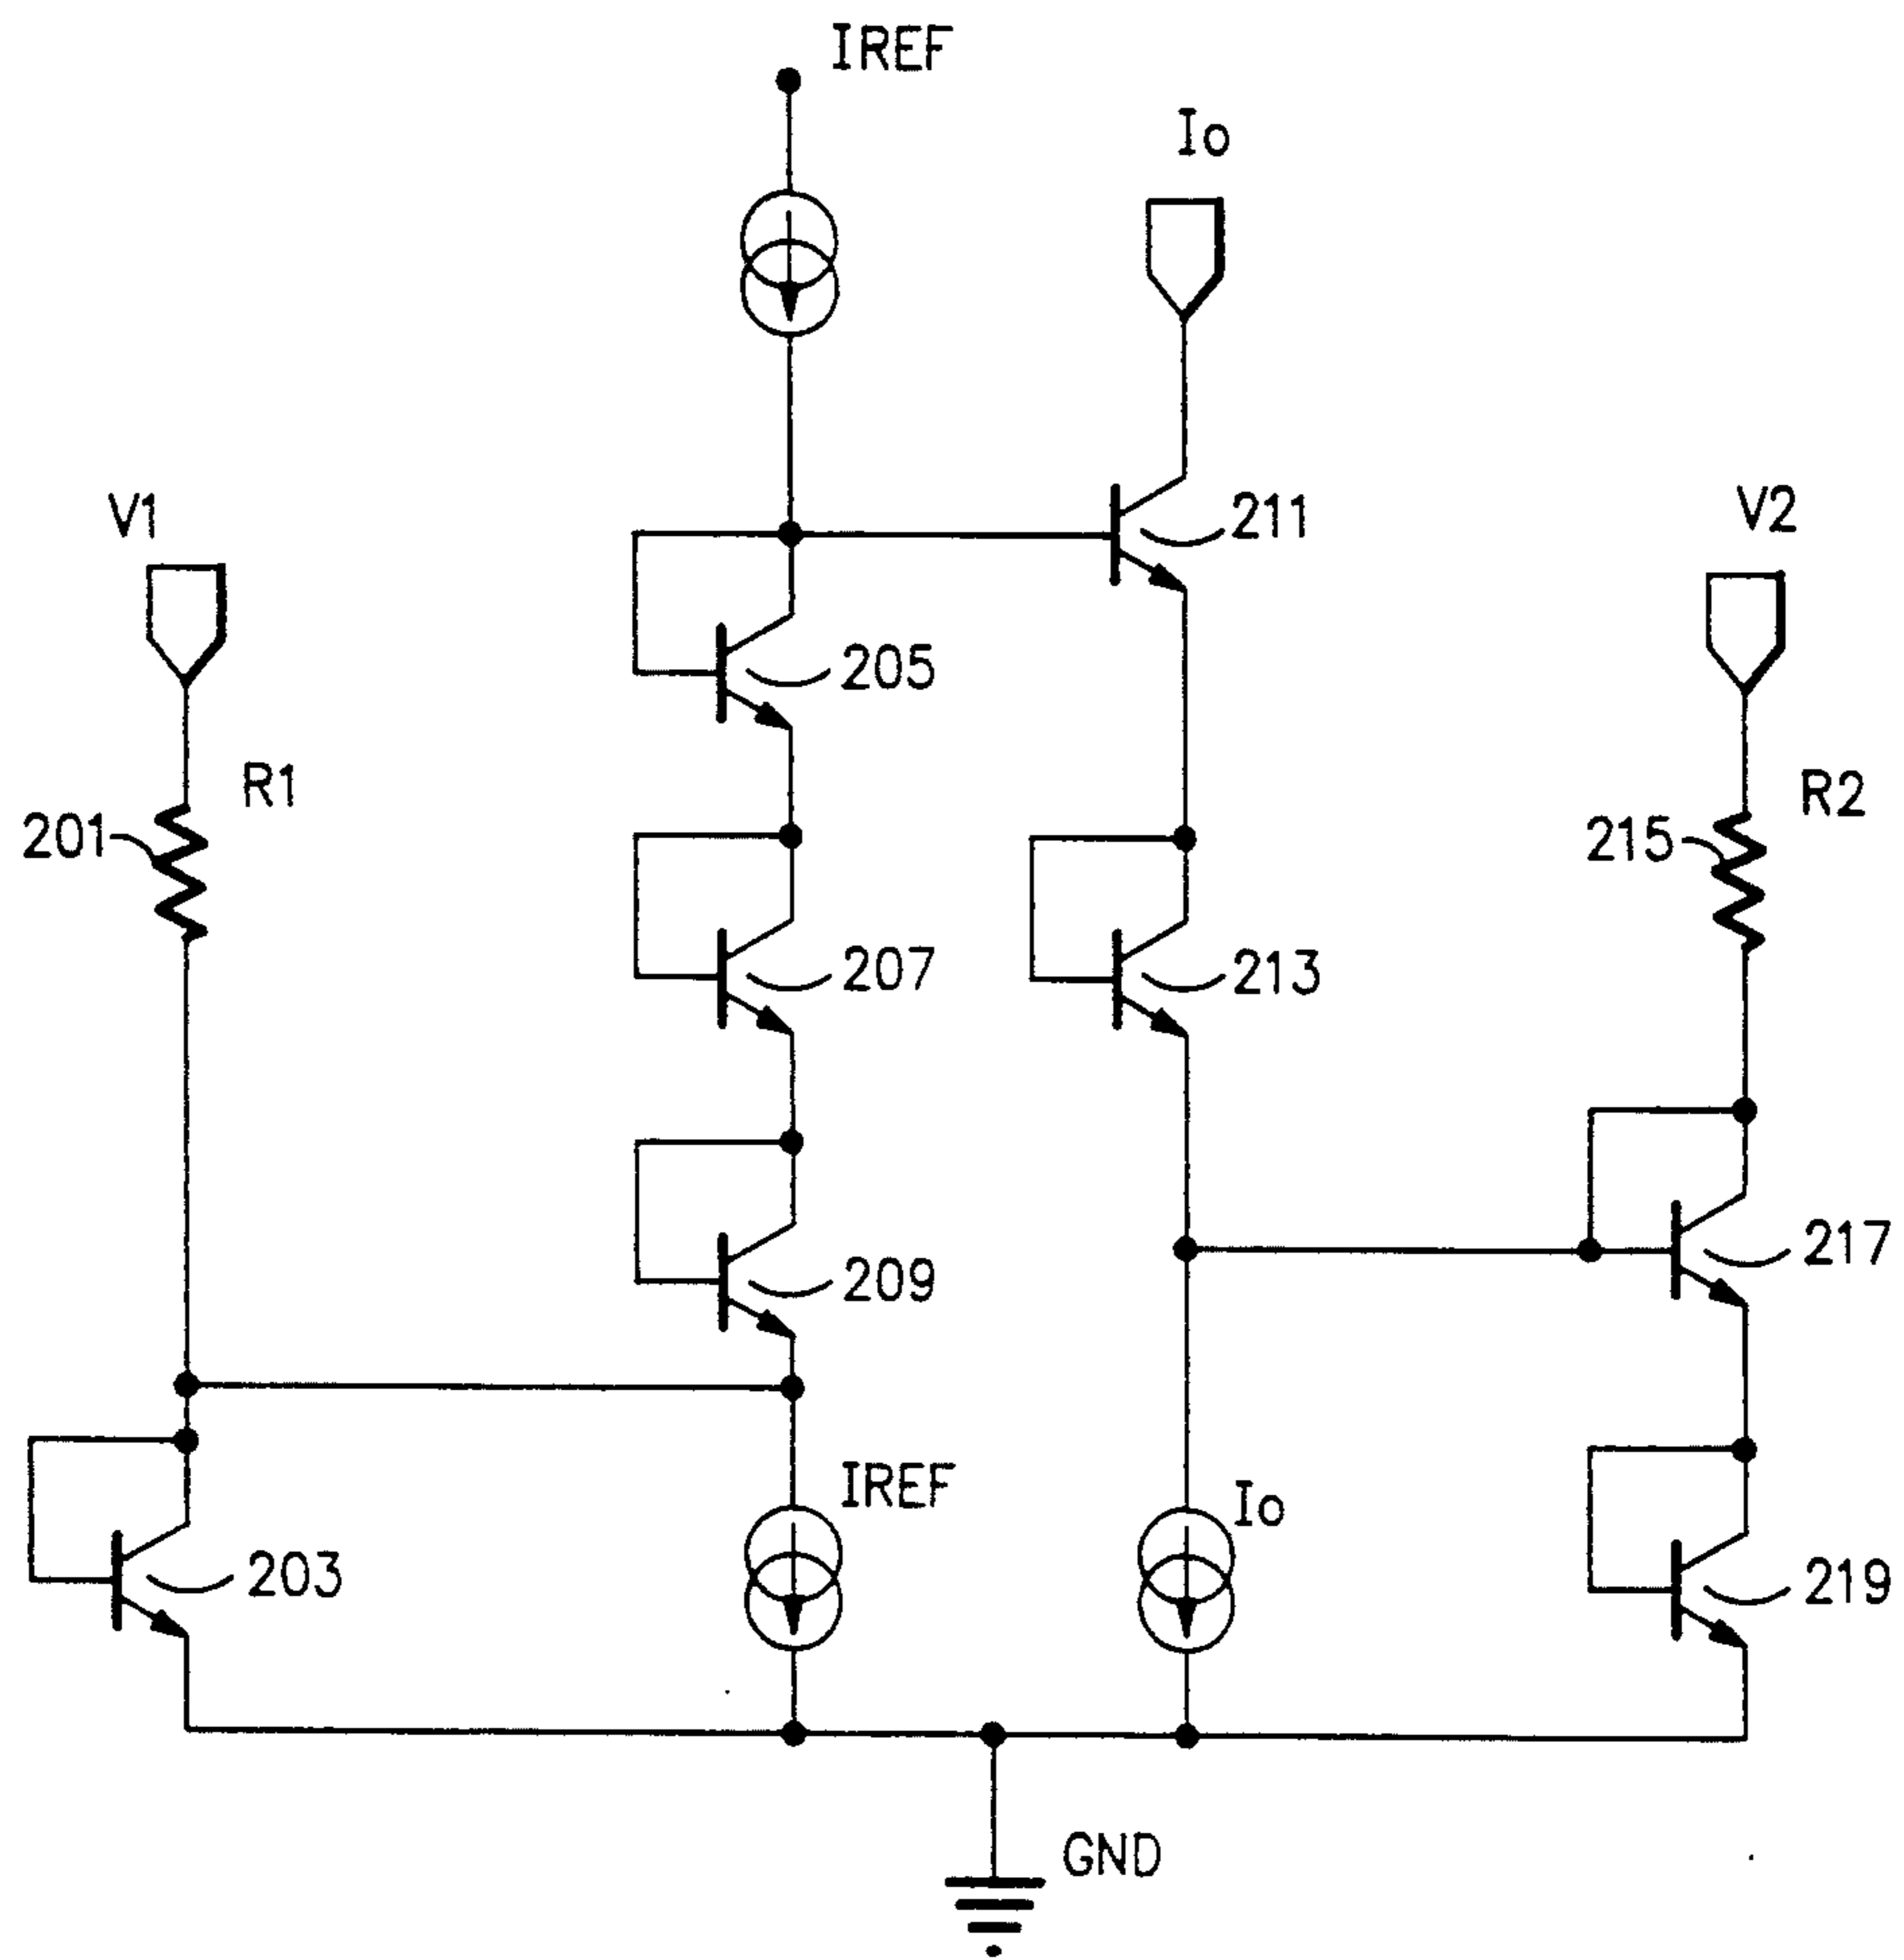 IREF
Io
V1
211
V2
205
R1
R2
201
215
207
213
209
217
IREF
Io
203
219
GND